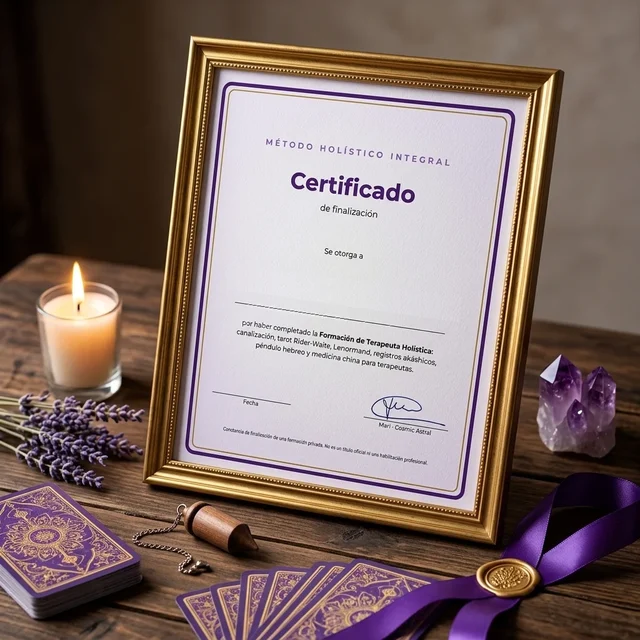 MÉTODO HOLÍSTICO INTEGRAL
Certificado
de finalización
Se otorga a
por haber completado la Formación de Terapeuta Holística:
canalización, tarot Rider-Waite, Lenormand, registros akáshicos,
péndulo hebreo y medicina china para terapeutas.
Fecha
Mari · Cosmic Astral
Constancia de finalización de una formación privada. No es un título oficial ni una habilitación profesional.